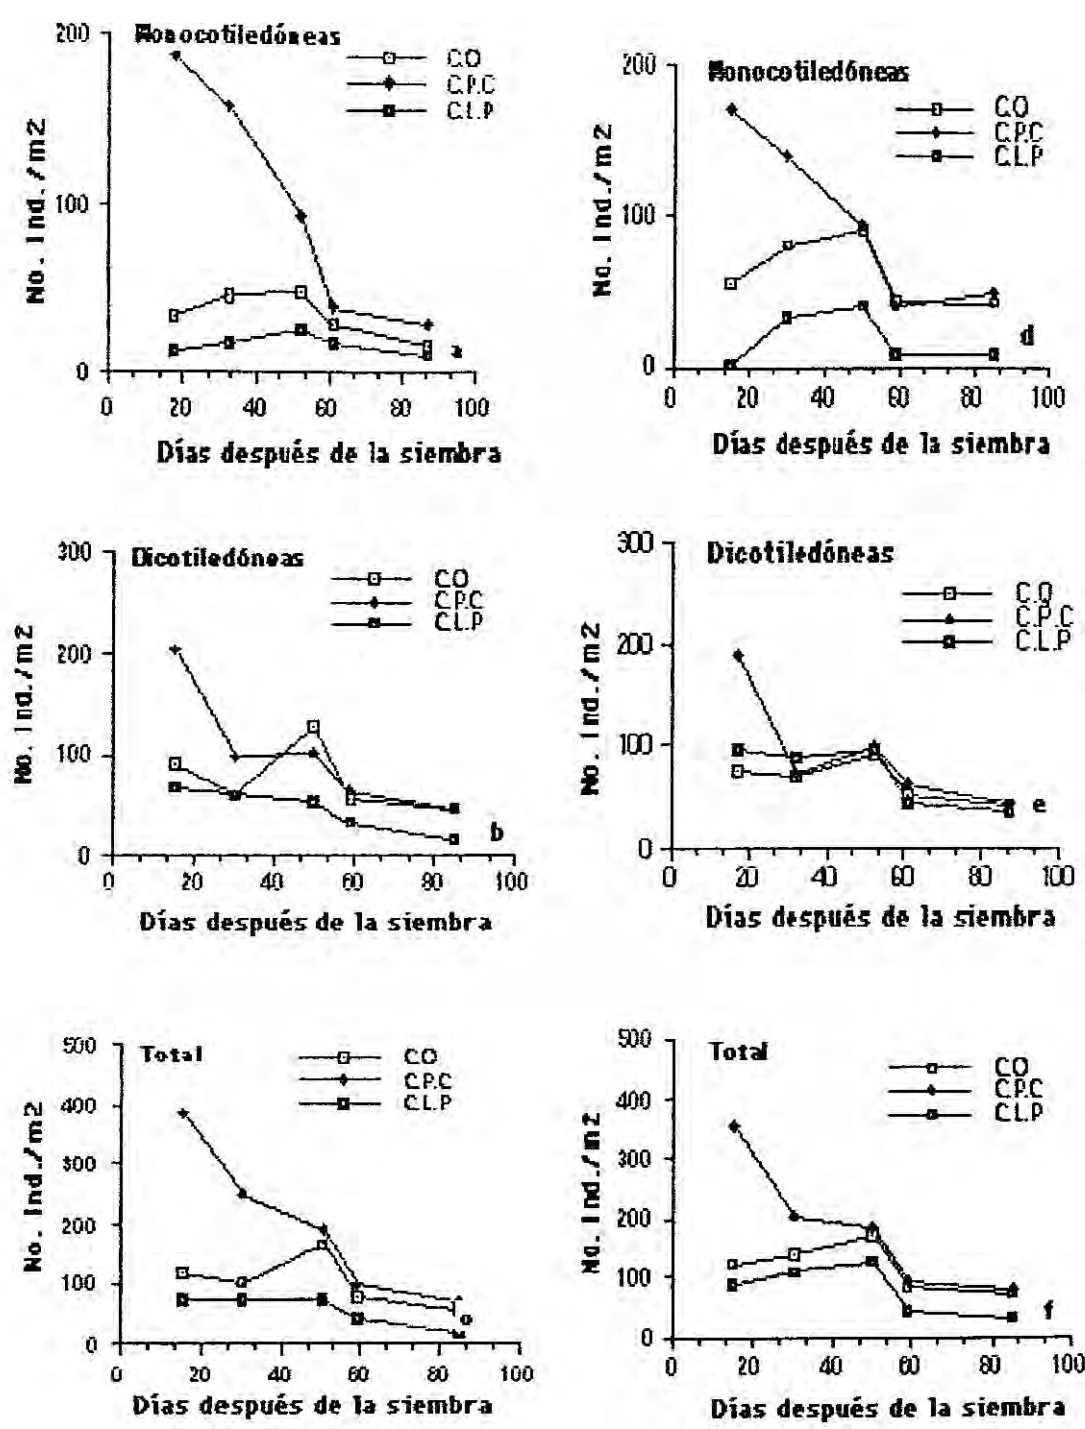 Monocotiledóneas
C.O
C.P.C
C.L.P
No. Ind./m2
200
100
0
0 20 40 60 80 100
a
Días después de la siembra
Monocotiledóneas
C.O
C.P.C
C.L.P
No. Ind./m2
200
100
0
0 20 40 60 80 100
d
Días después de la siembra
Dicotiledóneas
C.O
C.P.C
C.L.P
No. Ind./m2
300
200
100
0
0 20 40 60 80 100
b
Días después de la siembra
Dicotiledóneas
C.O
C.P.C
C.L.P
No. Ind./m2
300
200
100
0
0 20 40 60 80 100
e
Días después de la siembra
Total
C.O
C.P.C
C.L.P
No. Ind./m2
500
400
300
200
100
0
0 20 40 60 80 100
Días después de la siembra
Total
C.O
C.P.C
C.L.P
No. Ind./m2
500
400
300
200
100
0
0 20 40 60 80 100
f
Días después de la siembra